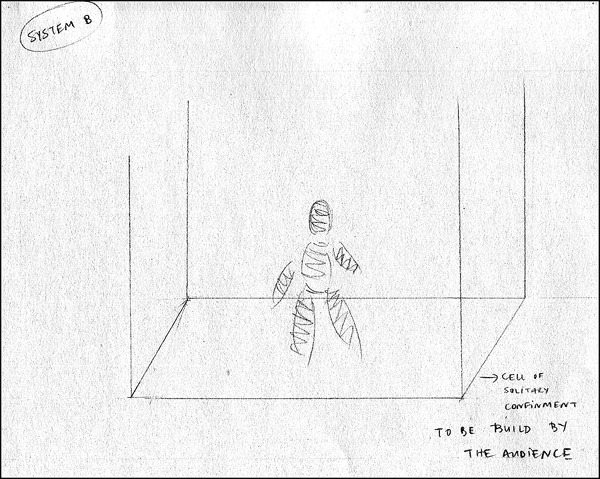 SYSTEM B
→ CELL OF
SOLITARY
CONFINMENT
TO BE BUILD BY
THE AUDIENCE